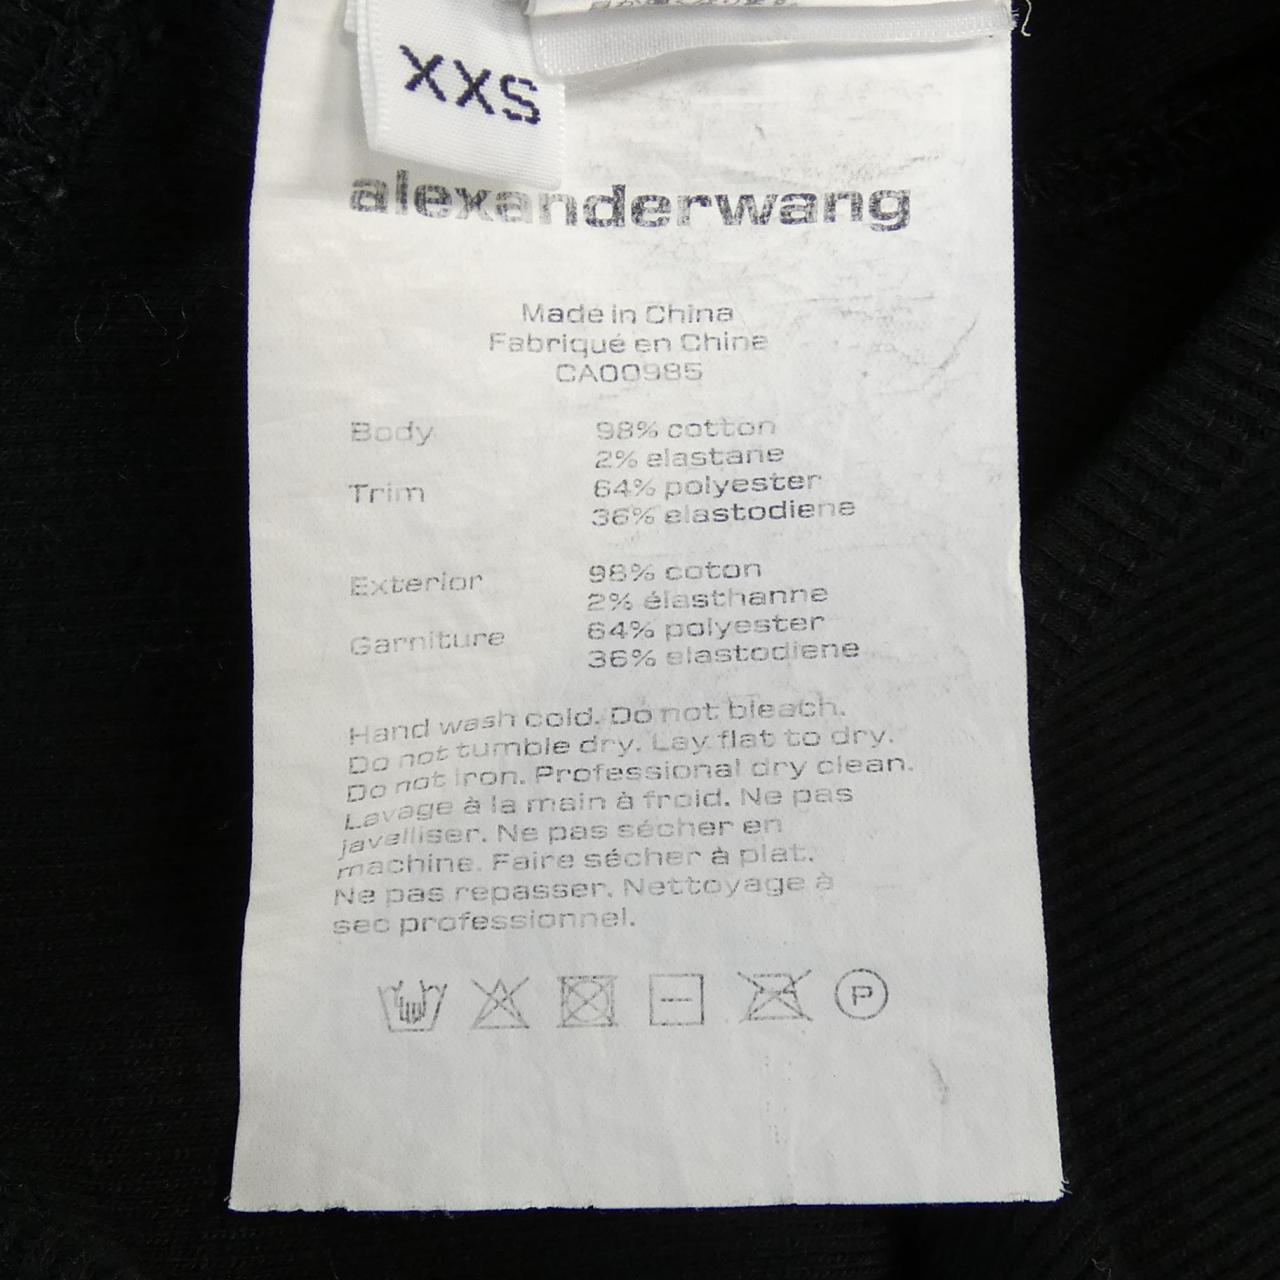 XXS
alexanderwang
Made in China
Fabriqué en China
CA00985
Body 98% cotton
2% elastane
Trim 64% polyester
36% elastodiene
Exterior 98% coton
2% élasthanne
Garniture 64% polyester
36% elastodiene
Hand wash cold. Do not bleach.
Do not tumble dry. Lay flat to dry.
Do not iron. Professional dry clean.
Lavage à la main à froid. Ne pas
javelliser. Ne pas sécher en
machine. Faire sécher à plat.
Ne pas repasser. Nettoyage à
sec professionnel.
P